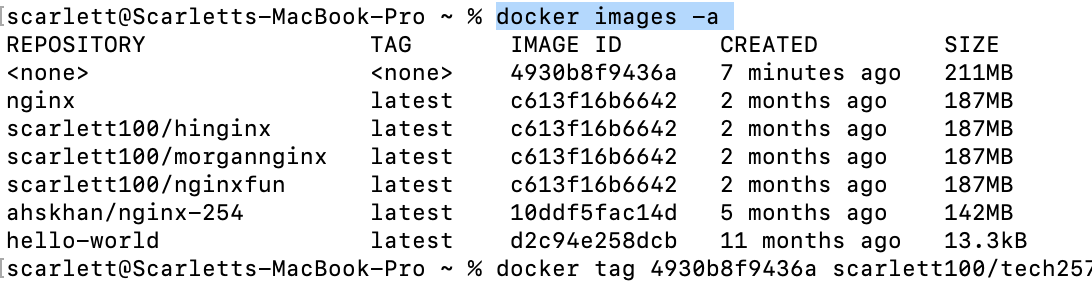 [scarlett@Scarletts-MacBook-Pro ~ % docker images -a
REPOSITORY TAG IMAGE ID CREATED SIZE
<none> <none> 4930b8f9436a 7 minutes ago 211MB
nginx latest c613f16b6642 2 months ago 187MB
scarlett100/hinginx latest c613f16b6642 2 months ago 187MB
scarlett100/morgannginx latest c613f16b6642 2 months ago 187MB
scarlett100/nginxfun latest c613f16b6642 2 months ago 187MB
ahskhan/nginx-254 latest 10ddf5fac14d 5 months ago 142MB
hello-world latest d2c94e258dcb 11 months ago 13.3kB
[scarlett@Scarletts-MacBook-Pro ~ % docker tag 4930b8f9436a scarlett100/tech257